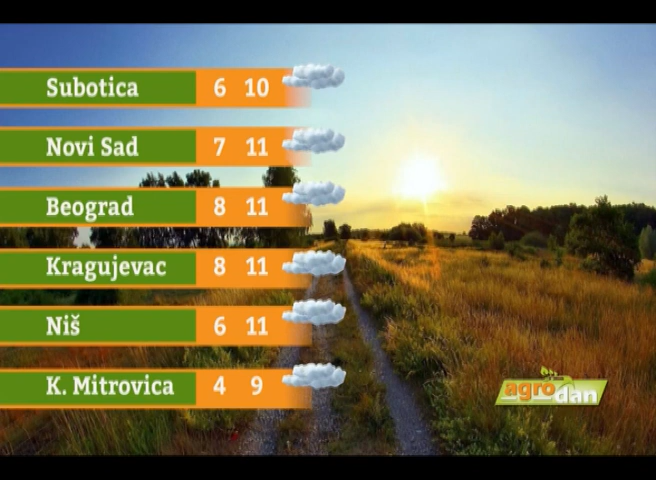 Subotica 6 10
Novi Sad 7 11
Beograd 8 11
Kragujevac 8 11
Niš 6 11
K. Mitrovica 4 9
agro
dan